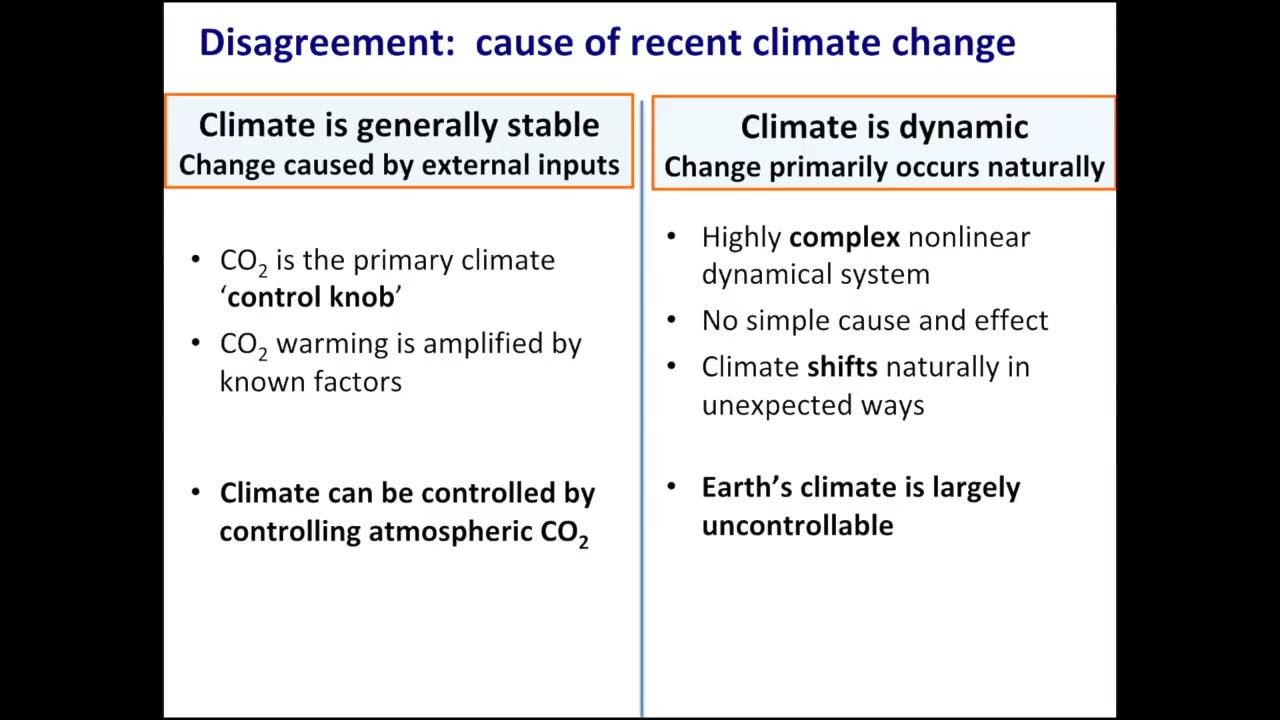 Disagreement:  cause of recent climate change
Climate is generally stable
Change caused by external inputs
• CO₂ is the primary climate
‘control knob’
• CO₂ warming is amplified by
known factors
• Climate can be controlled by
controlling atmospheric CO₂
Climate is dynamic
Change primarily occurs naturally
• Highly complex nonlinear
dynamical system
• No simple cause and effect
• Climate shifts naturally in
unexpected ways
• Earth’s climate is largely
uncontrollable